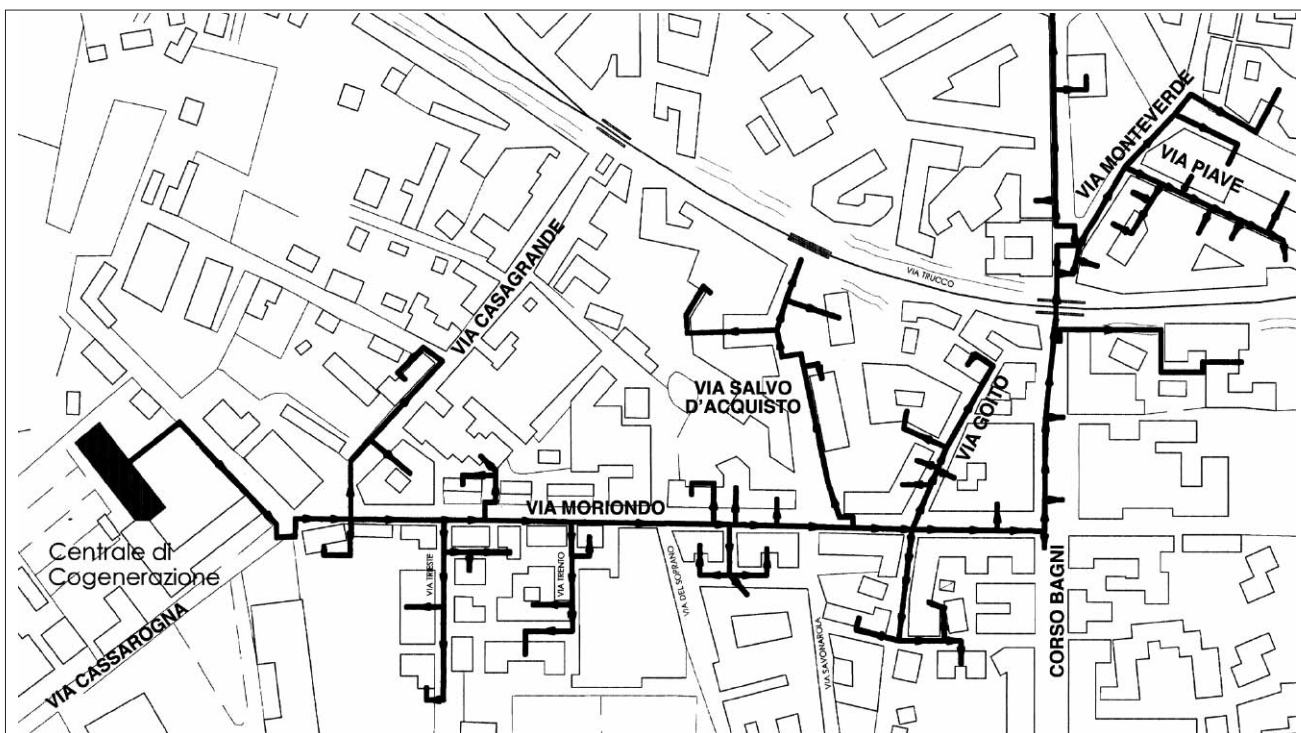 VIA MONTEVERDE
VIA PIAVE
VIA CASAGRANDE
VIA TRUCCO
VIA SALVO
D'ACQUISTO
VIA GOITO
VIA MORIONDO
Centrale di
Cogenerazione
VIA CASSAROGNA
VIA TRIESTE
VIA TRENTO
VIA DEL SOPRANO
VIA SAVONAROLA
CORSO BAGNI